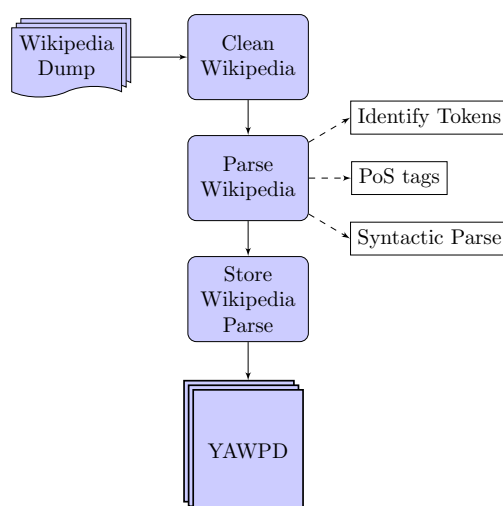 Wikipedia
Dump
Clean
Wikipedia
Parse
Wikipedia
Identify Tokens
PoS tags
Syntactic Parse
Store
Wikipedia
Parse
YAWPD